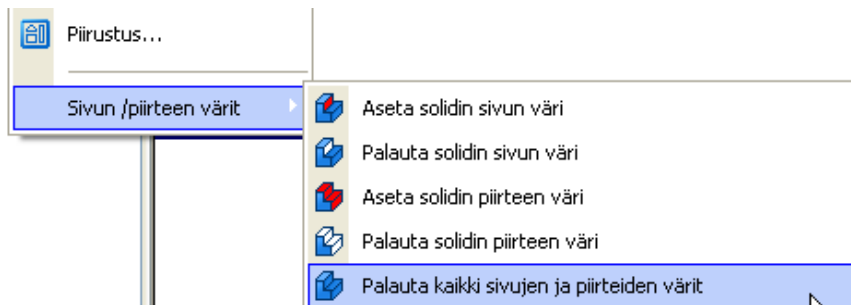 Piirustus...
Sivun /piirteen värit
Aseta solidin sivun väri
Palauta solidin sivun väri
Aseta solidin piirteen väri
Palauta solidin piirteen väri
Palauta kaikki sivujen ja piirteiden värit